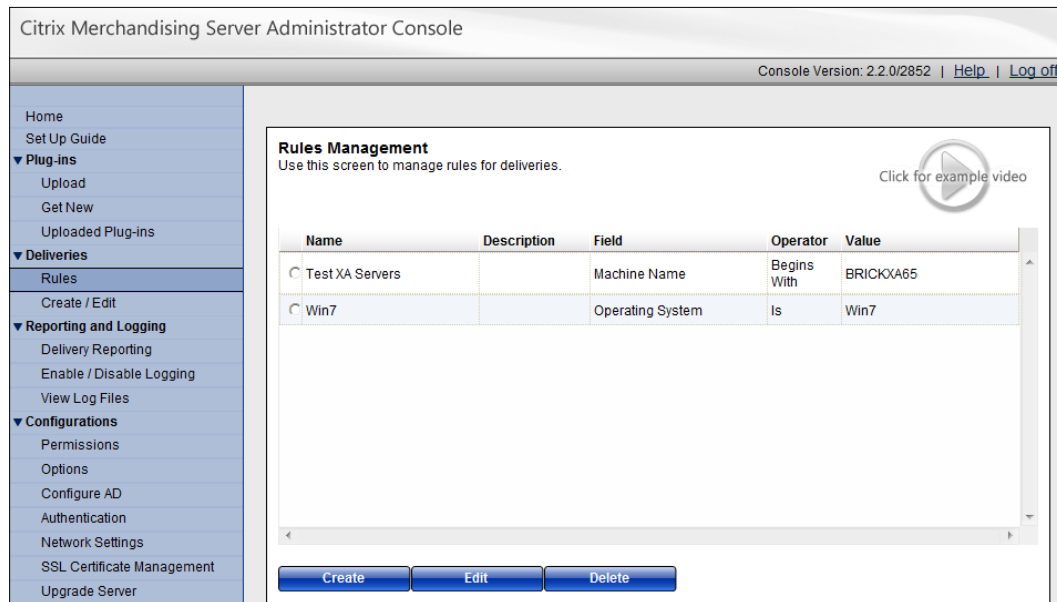 Citrix Merchandising Server Administrator Console
Console Version: 2.2.0/2852 | Help | Log off
Home
Set Up Guide
Plug-ins
Upload
Get New
Uploaded Plug-ins
Deliveries
Rules
Create / Edit
Reporting and Logging
Delivery Reporting
Enable / Disable Logging
View Log Files
Configurations
Permissions
Options
Configure AD
Authentication
Network Settings
SSL Certificate Management
Upgrade Server
Rules Management
Use this screen to manage rules for deliveries.
Click for example video
Name Description Field Operator Value
Test XA Servers Machine Name Begins With BRICKXA65
Win7 Operating System Is Win7
Create Edit Delete